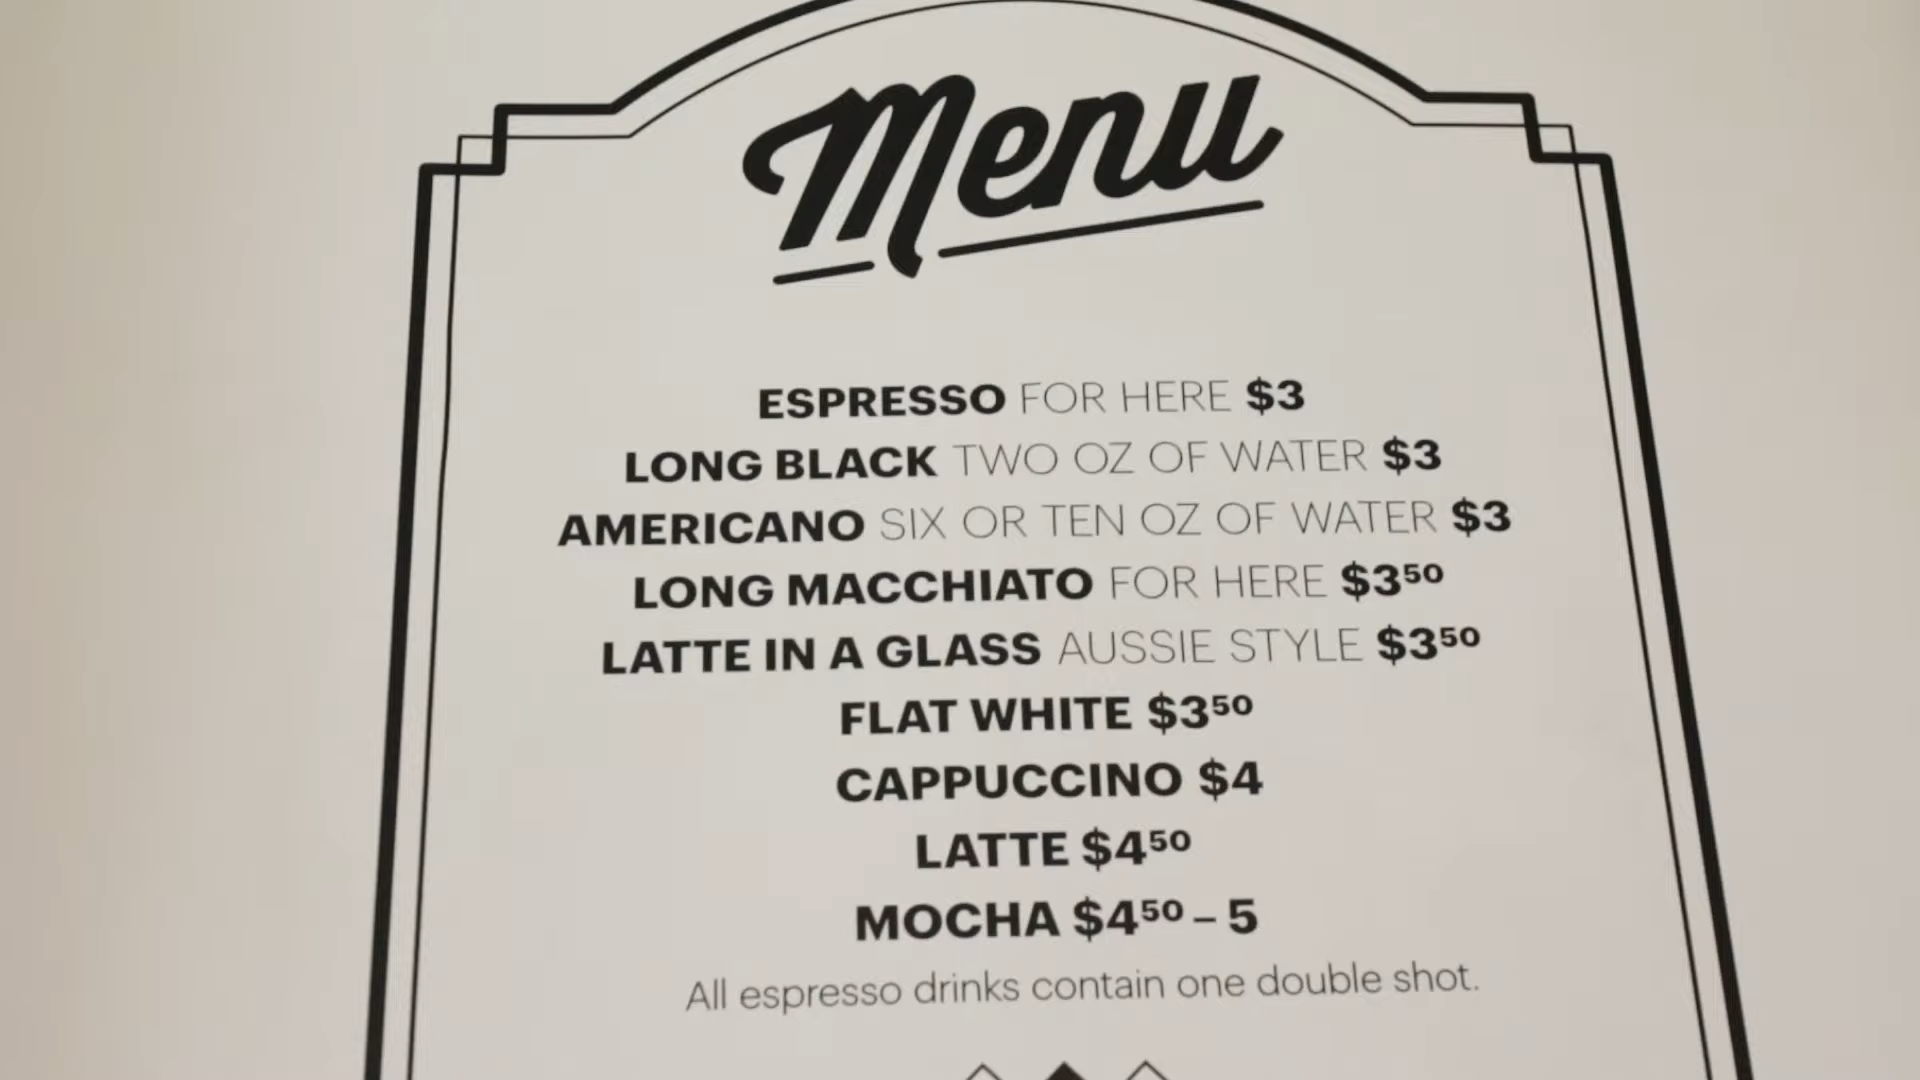 Menu
ESPRESSO FOR HERE $3
LONG BLACK TWO OZ OF WATER $3
AMERICANO SIX OR TEN OZ OF WATER $3
LONG MACCHIATO FOR HERE $3⁵⁰
LATTE IN A GLASS AUSSIE STYLE $3⁵⁰
FLAT WHITE $3⁵⁰
CAPPUCCINO $4
LATTE $4⁵⁰
MOCHA $4⁵⁰ – 5
All espresso drinks contain one double shot.